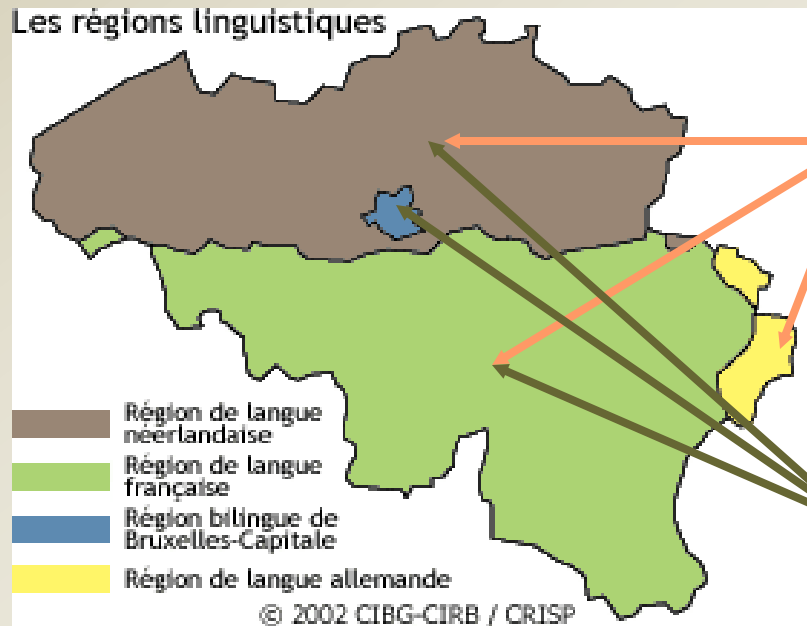 Les régions linguistiques
Région de langue
néerlandaise
Région de langue
française
Région bilingue de
Bruxelles-Capitale
Région de langue allemande
© 2002 CIBG-CIRB / CRISP